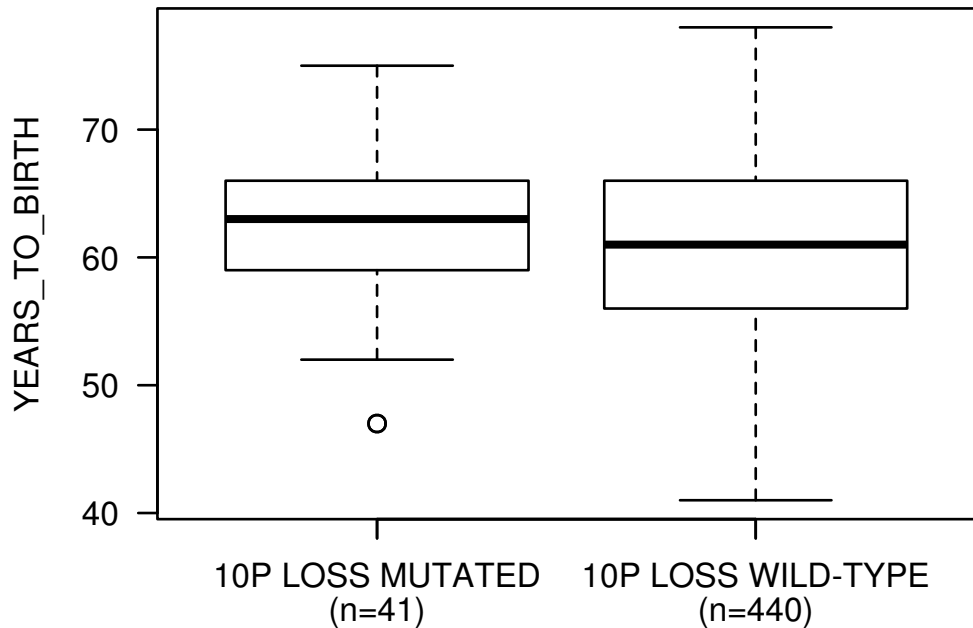 YEARS_TO_BIRTH
70
60
50
40
10P LOSS MUTATED
(n=41)
10P LOSS WILD-TYPE
(n=440)